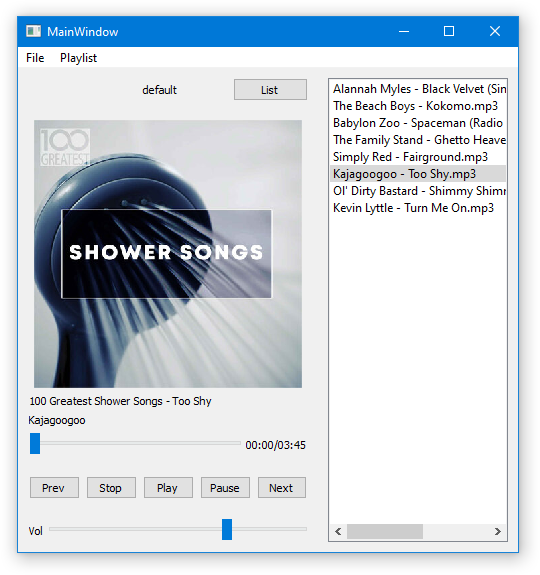 MainWindow
File Playlist
default List
100
GREATEST
SHOWER SONGS
100 Greatest Shower Songs - Too Shy
Kajagoogoo
00:00/03:45
Prev Stop Play Pause Next
Vol
Alannah Myles - Black Velvet (Sin
The Beach Boys - Kokomo.mp3
Babylon Zoo - Spaceman (Radio
The Family Stand - Ghetto Heave
Simply Red - Fairground.mp3
Kajagoogoo - Too Shy.mp3
Ol' Dirty Bastard - Shimmy Shimm
Kevin Lyttle - Turn Me On.mp3